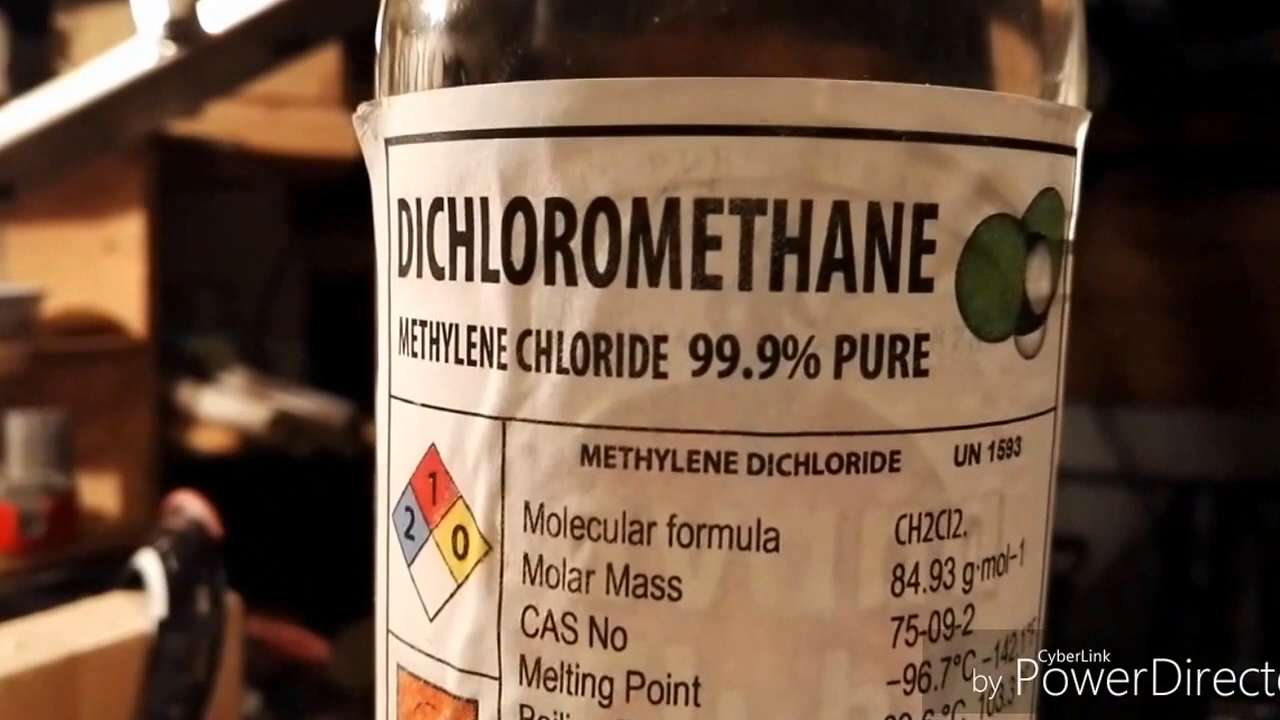 DICHLOROMETHANE
METHYLENE CHLORIDE 99.9% PURE
METHYLENE DICHLORIDE UN 1593
1
2 0
Molecular formula CH2Cl2.
Molar Mass 84.93 g·mol-1
CAS No 75-09-2
Melting Point -96.7°C
CyberLink
by PowerDirect